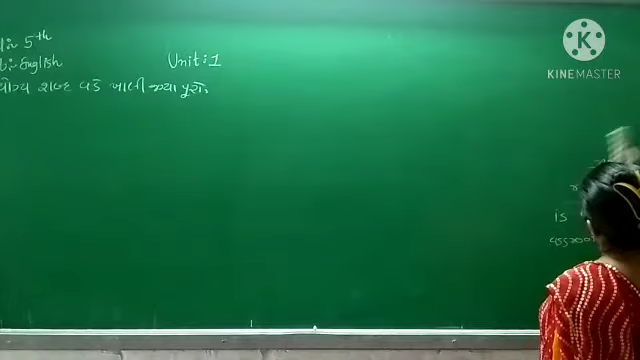 5th
English
Unit : 1
યોગ્ય શબ્દ વડે ખાલી જગ્યા પૂરો.
is
KINEMASTER